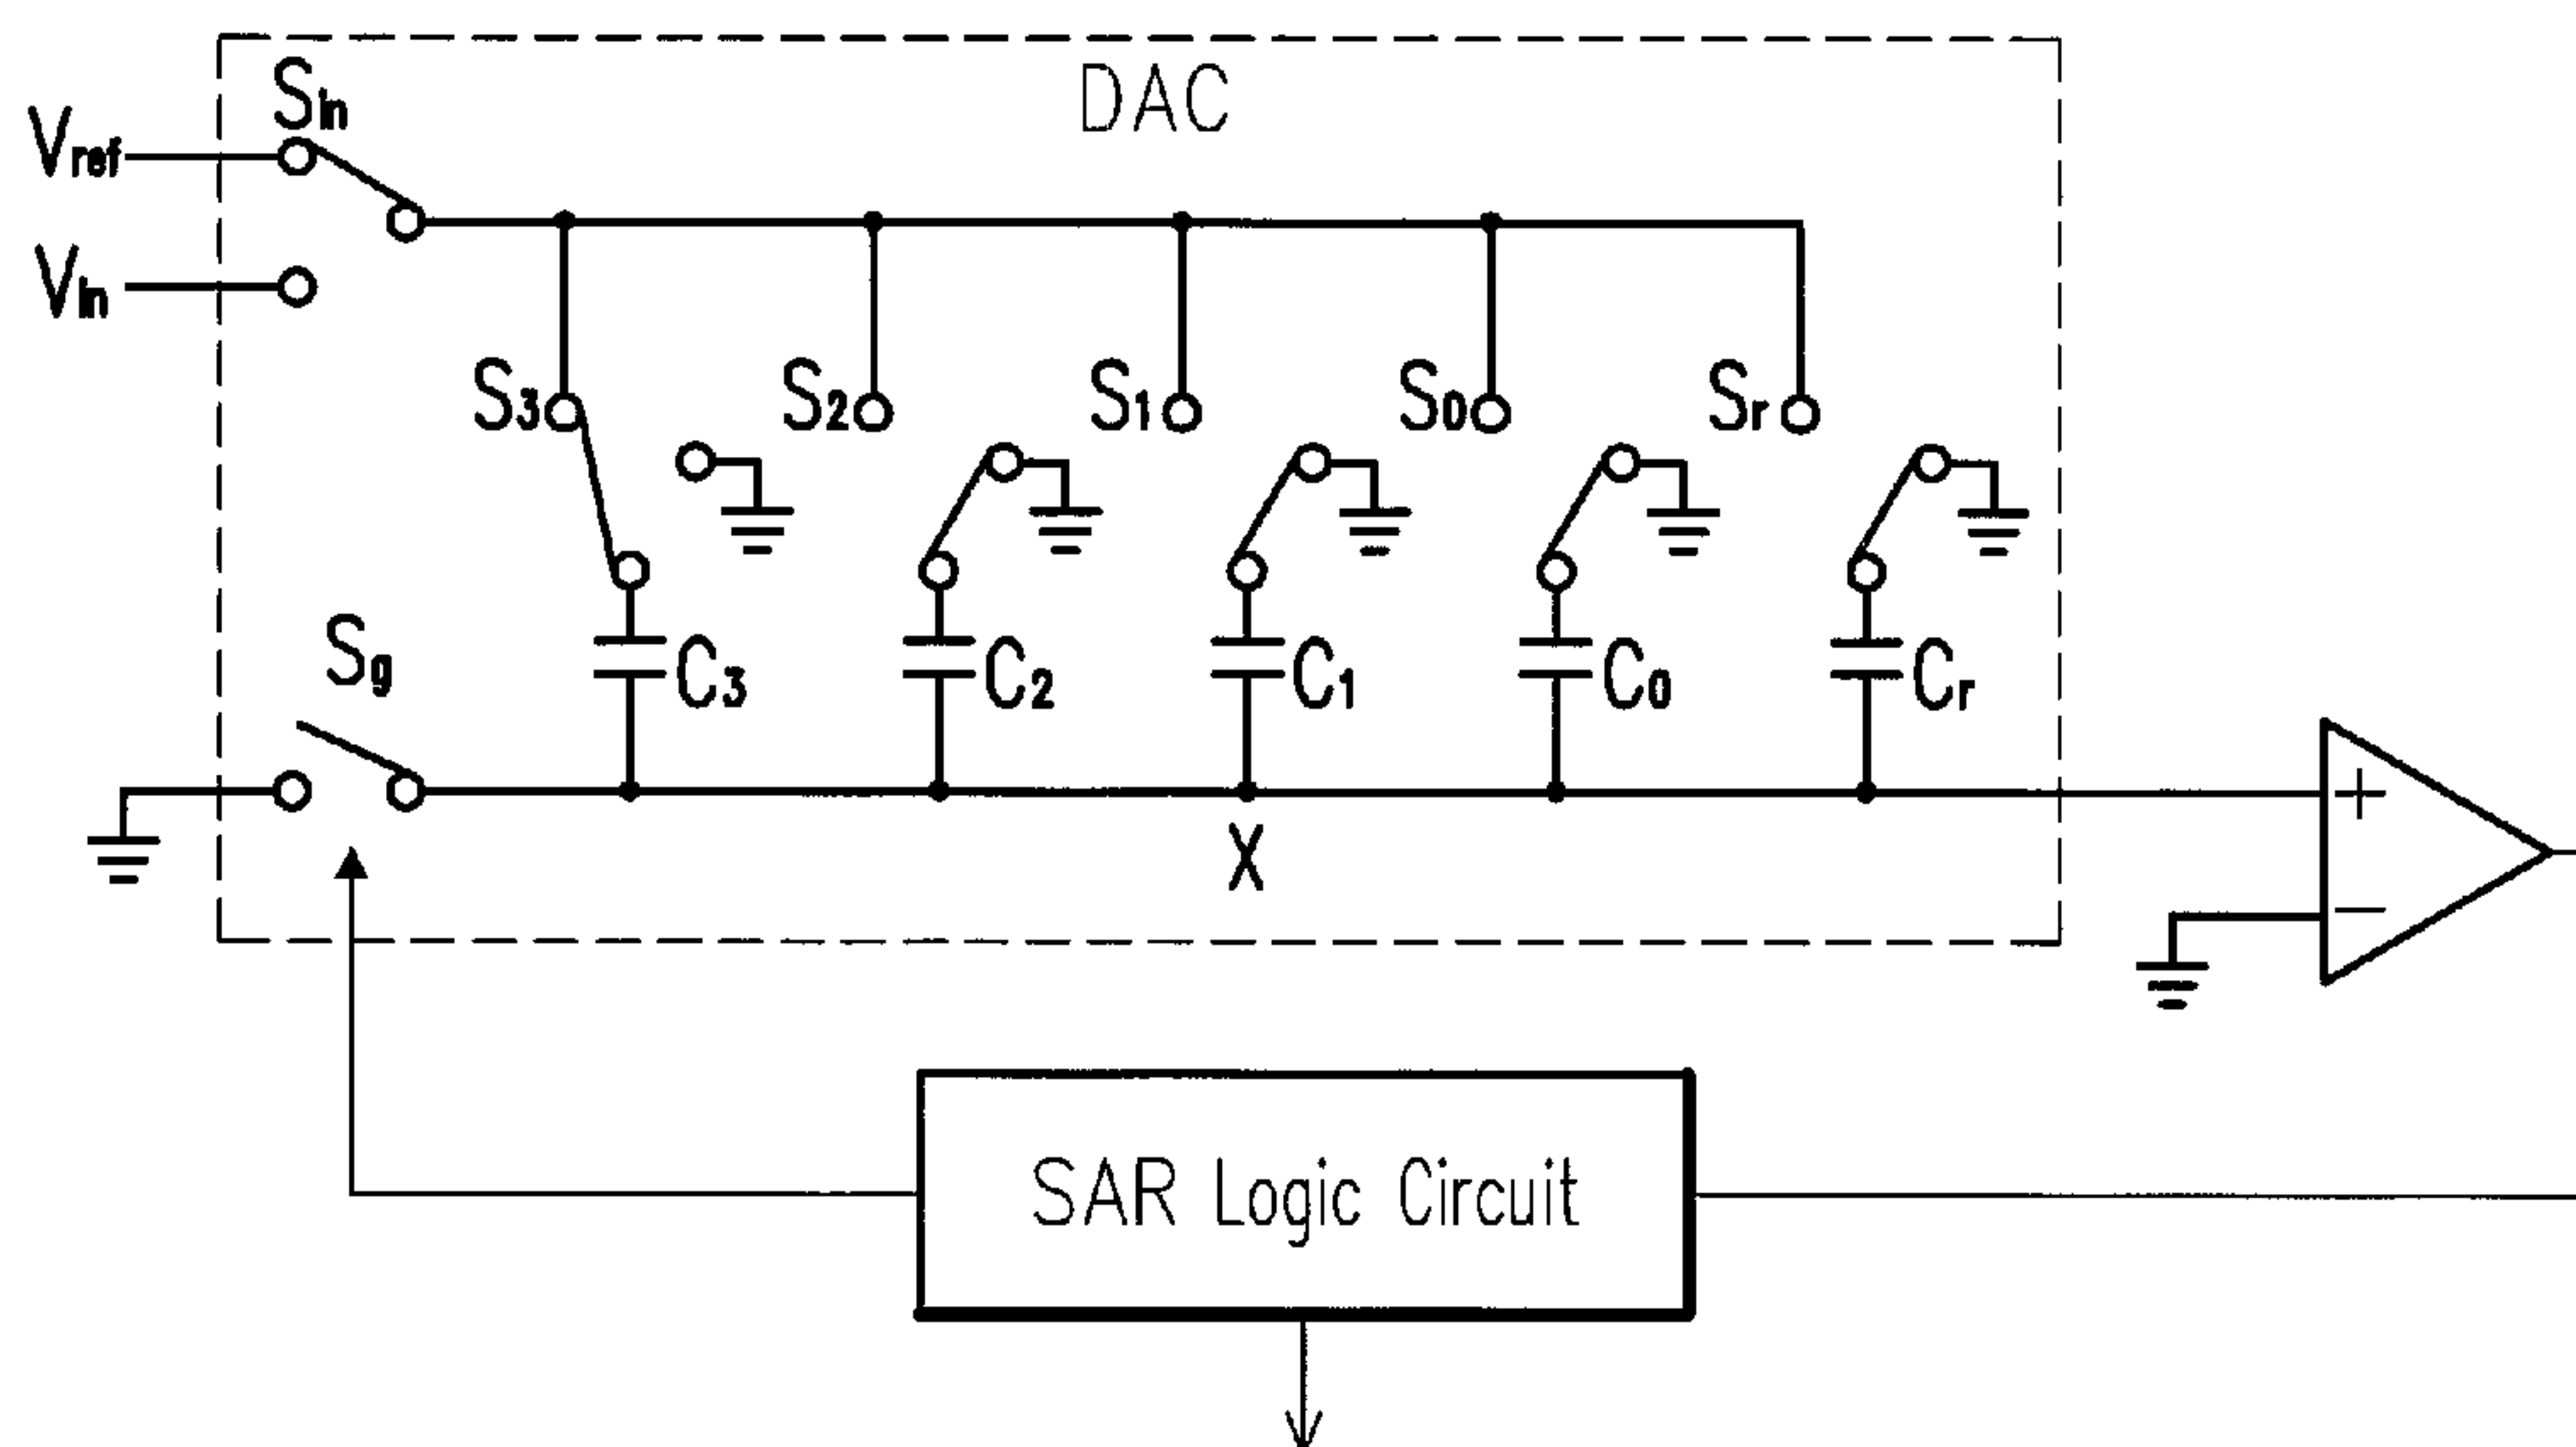 DAC
Sin
Vref
Vin
S3 S2 S1 S0 Sr
Sg
C3 C2 C1 C0 Cr
+
X
−
SAR Logic Circuit